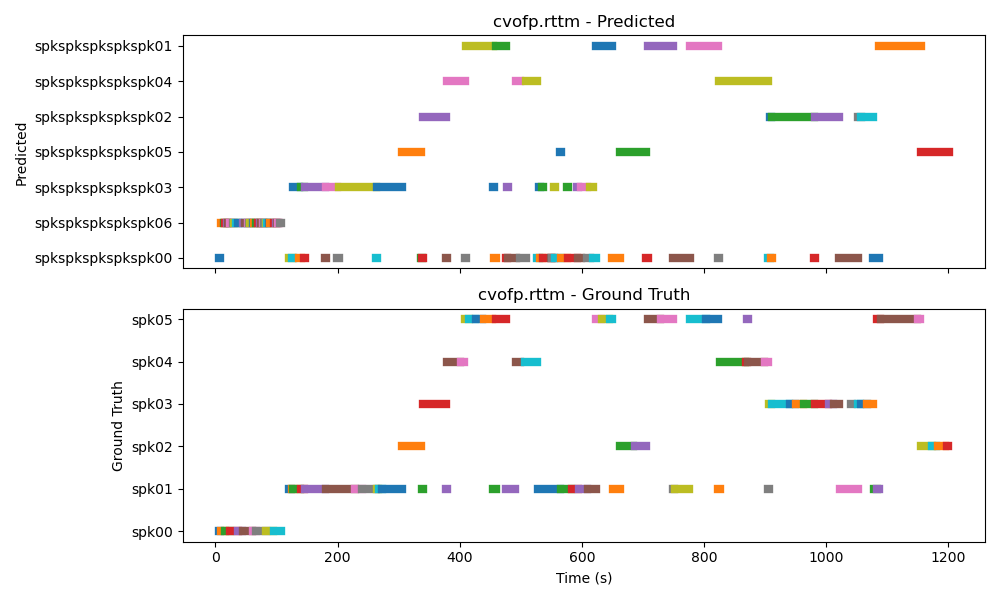 cvofp.rttm - Predicted
Predicted
spkspkspkspkspk01
spkspkspkspkspk04
spkspkspkspkspk02
spkspkspkspkspk05
spkspkspkspkspk03
spkspkspkspkspk06
spkspkspkspkspk00
cvofp.rttm - Ground Truth
Ground Truth
spk05
spk04
spk03
spk02
spk01
spk00
0 200 400 600 800 1000 1200
Time (s)